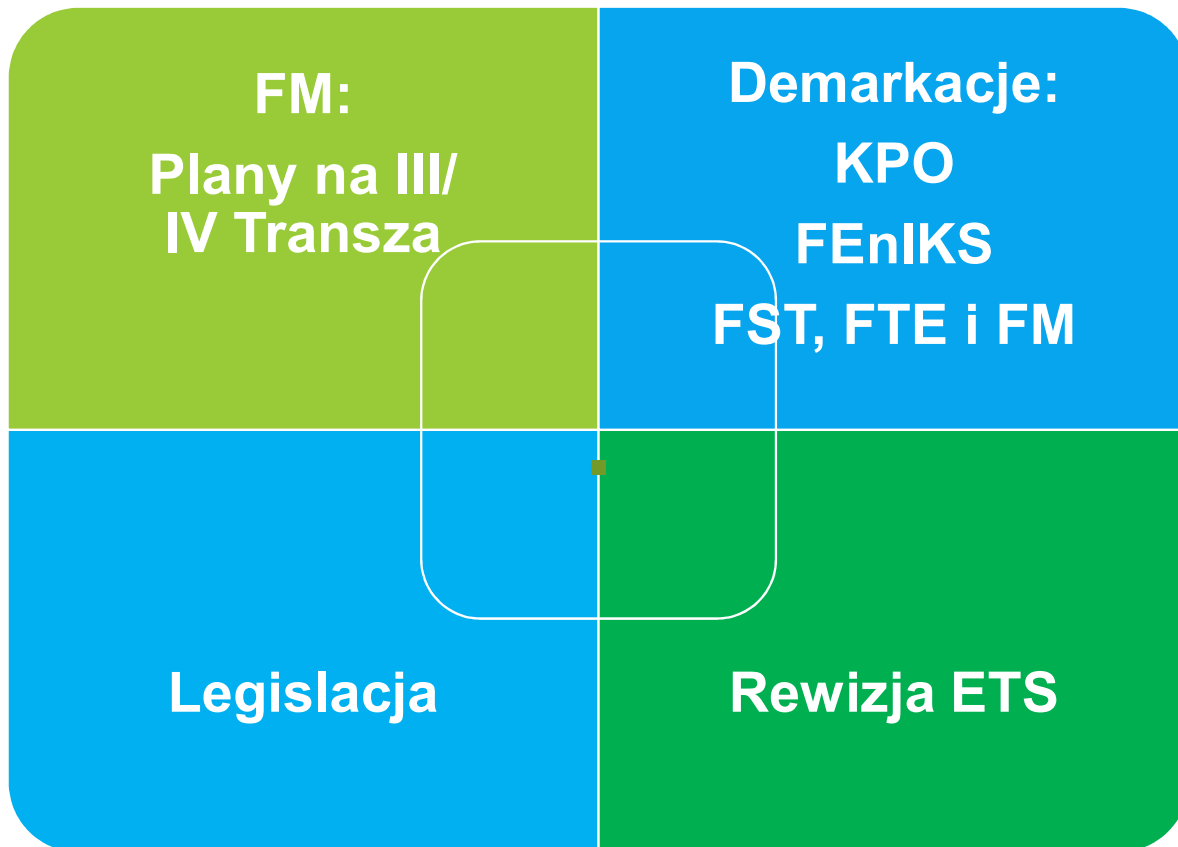 FM:
Plany na III/
IV Transza
Demarkacje:
KPO
FEnIKS
FST, FTE i FM
Legislacja
Rewizja ETS